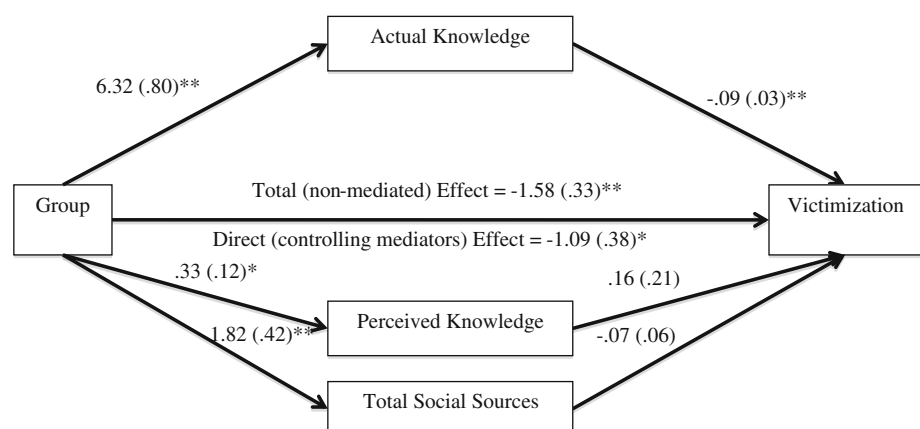 Actual Knowledge
6.32 (.80)**
-.09 (.03)**
Total (non-mediated) Effect = -1.58 (.33)**
Group
Victimization
Direct (controlling mediators) Effect = -1.09 (.38)*
.33 (.12)*
.16 (.21)
Perceived Knowledge
1.82 (.42)**
-.07 (.06)
Total Social Sources